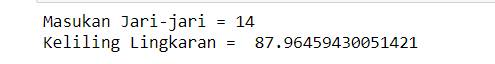 Masukan Jari-jari = 14
Keliling Lingkaran =  87.96459430051421